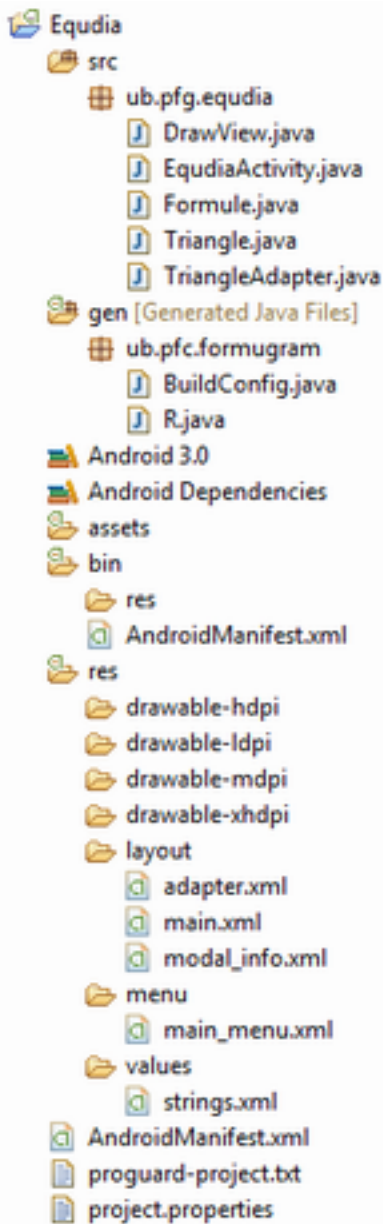 Equdia
src
ub.pfg.equdia
DrawView.java
EqudiaActivity.java
Formule.java
Triangle.java
TriangleAdapter.java
gen [Generated Java Files]
ub.pfc.formugram
BuildConfig.java
R.java
Android 3.0
Android Dependencies
assets
bin
res
AndroidManifest.xml
res
drawable-hdpi
drawable-ldpi
drawable-mdpi
drawable-xhdpi
layout
adapter.xml
main.xml
modal_info.xml
menu
main_menu.xml
values
strings.xml
AndroidManifest.xml
proguard-project.txt
project.properties